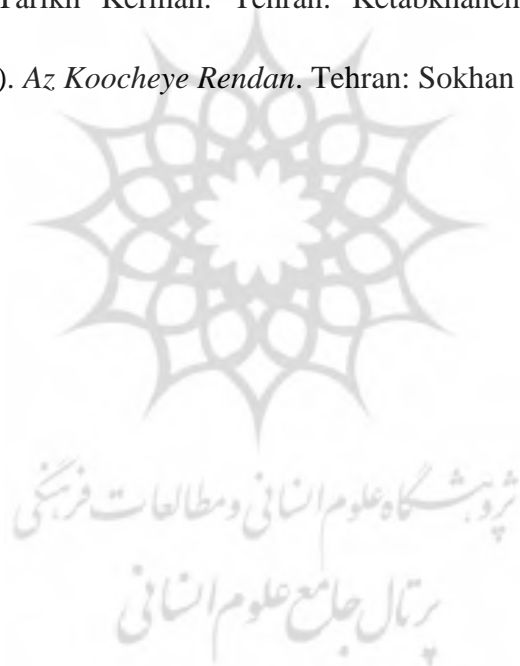 Tarikh Kerman. Tehran: Ketabkhaneh
). Az Koocheye Rendan. Tehran: Sokhan
پژوهشگاه علوم انسانی و مطالعات فرهنگی
پرتال جامع علوم انسانی